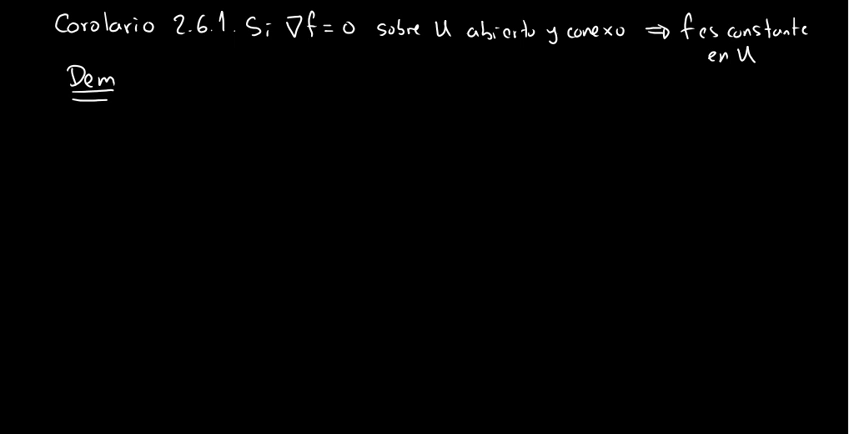 Corolario 2.6.1. Si ∇f = 0 sobre U abierto y conexo ⇒ f es constante
en U
Dem